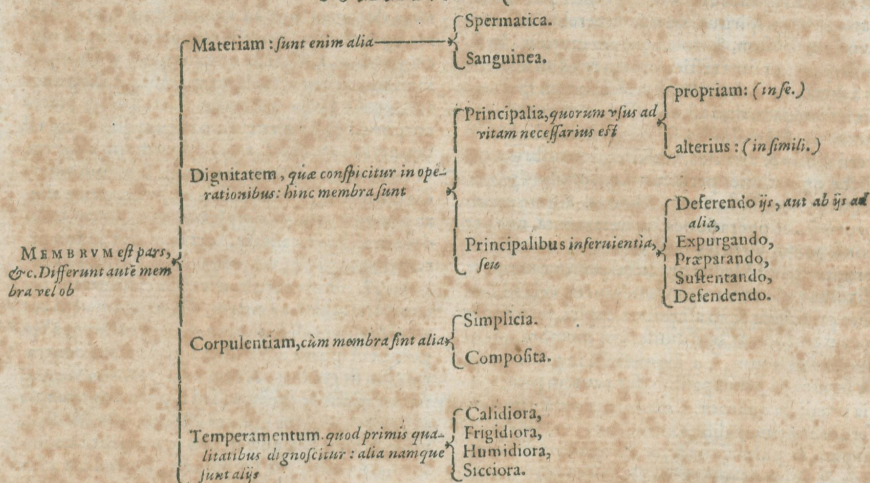 MEMBRVM est pars,
&c. Differunt autẽ mem
bra vel ob
Materiam: sunt enim alia
Spermatica.
Sanguinea.
Dignitatem, quæ conspicitur in ope-
rationibus: hinc membra sunt
Principalia, quorum vsus ad
vitam necessarius est
propriam: (in se.)
alterius: (in simili.)
Principalibus inseruientia,
seu
Deferendo ijs, aut ab ijs ad
alia,
Expurgando,
Præparando,
Sustentando,
Defendendo.
Corpulentiam, cùm membra sint alia
Simplicia.
Composita.
Temperamentum. quod primis qua-
litatibus dignoscitur: alia namque
sunt alijs
Calidiora,
Frigidiora,
Humidiora,
Sicciora.